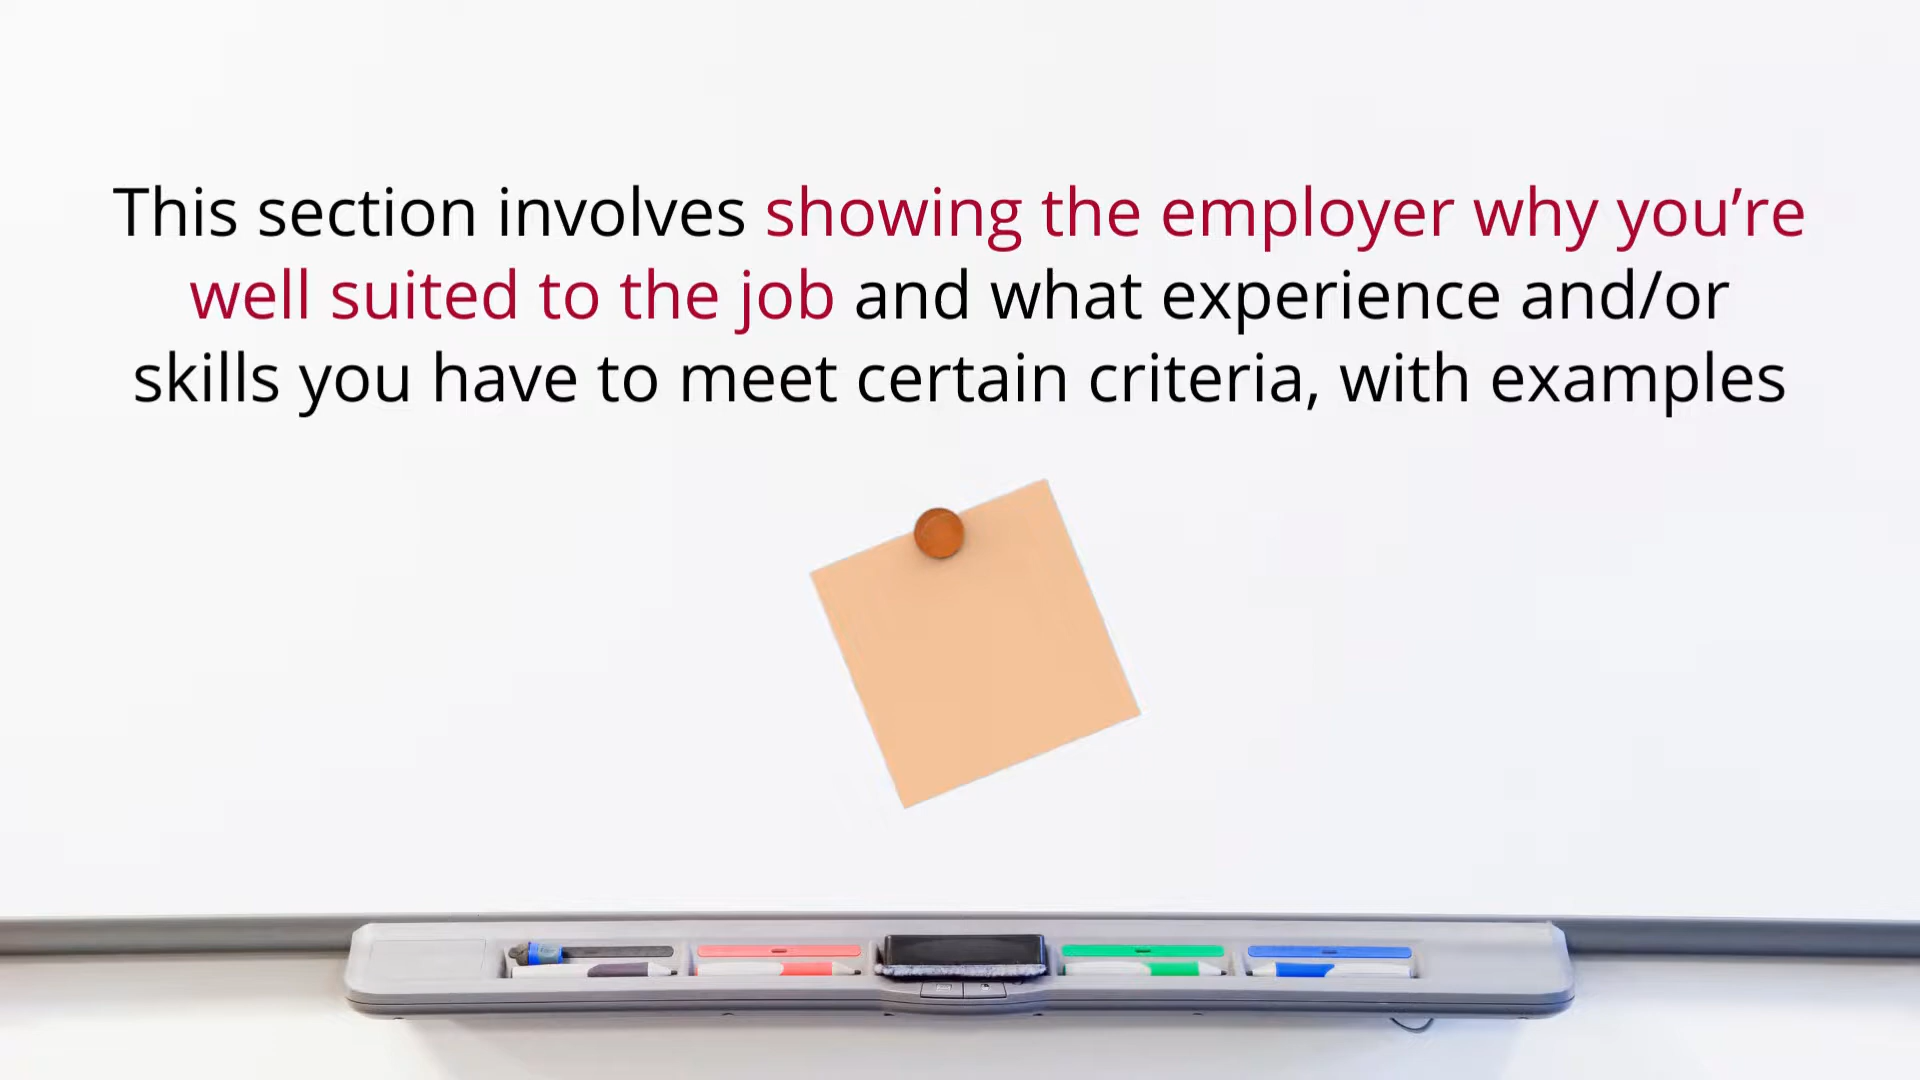 This section involves showing the employer why you’re
well suited to the job and what experience and/or
skills you have to meet certain criteria, with examples